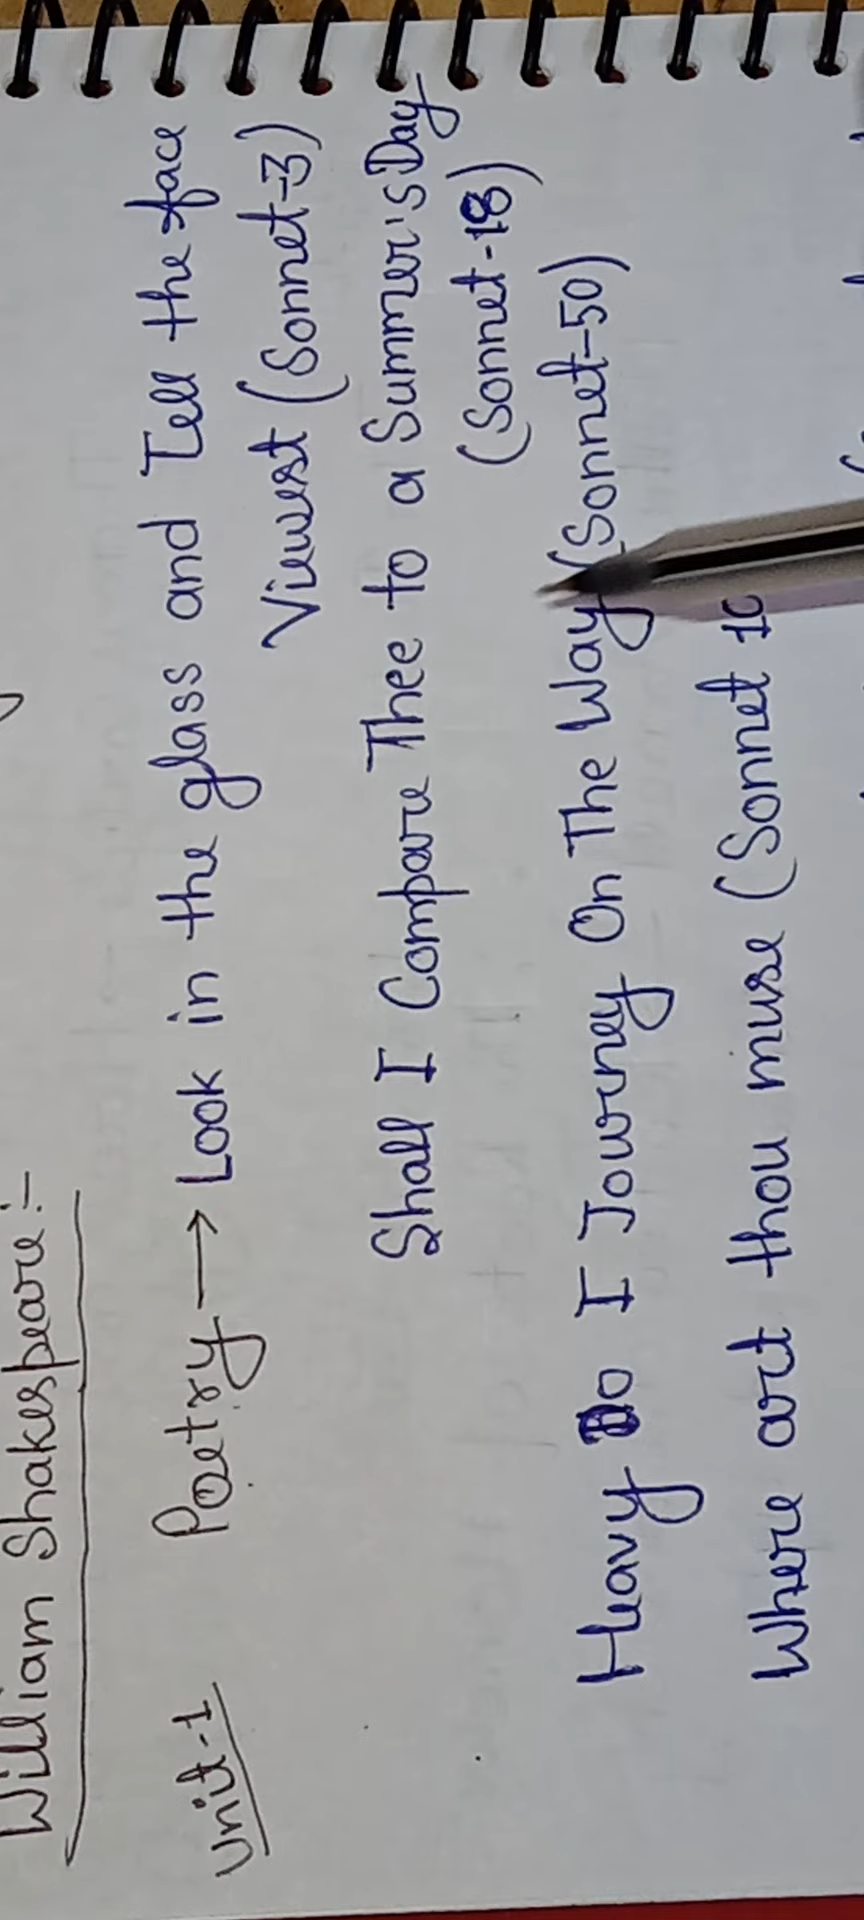 William Shakespeare:-
Unit-1 Poetry → Look in the glass and Tell the face
Viewest (Sonnet-3)
Shall I Compare Thee to a Summer's Day
(Sonnet-18)
Heavy Do I Journey On The Way (Sonnet-50)
Where art thou muse (Sonnet 10